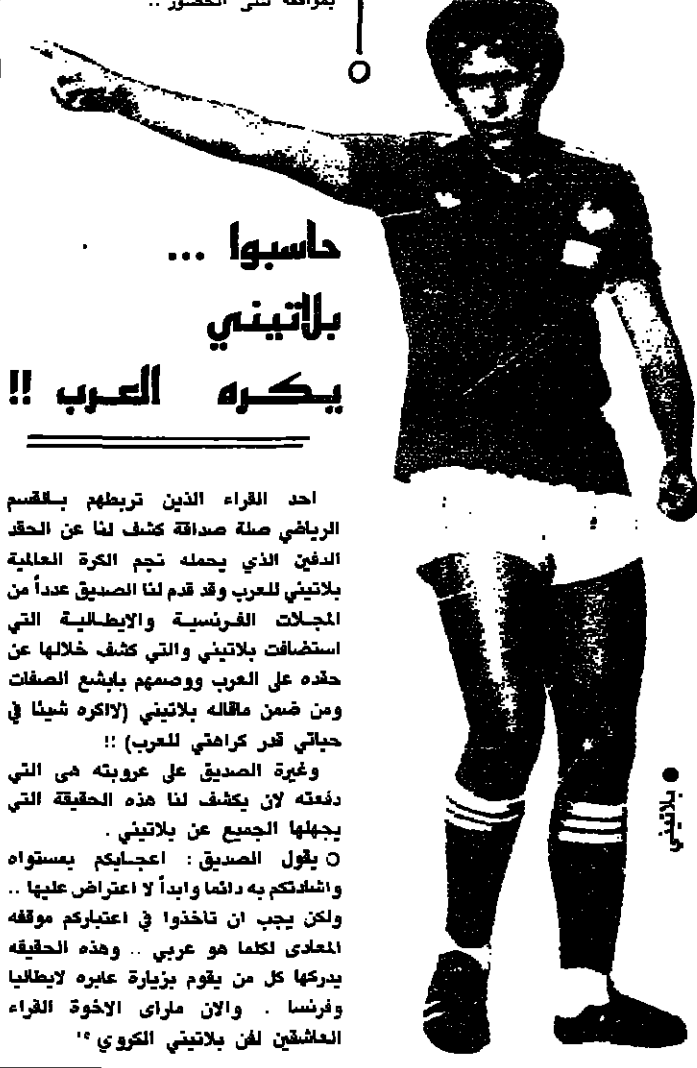 بموافقة على الحضور ..
حاسبوا ...
بلاتيني
يكره العرب !!
احد القراء الذين تربطهم بالقسم
الرياضي صلة صداقة كشف لنا عن الحقد
الدفين الذي يحمله نجم الكرة العالمية
بلاتيني للعرب وقد قدم لنا الصديق عدداً من
المجلات الفرنسية والايطالية التي
استضافت بلاتيني والتي كشف خلالها عن
حقده على العرب ووصمهم بابشع الصفات
ومن ضمن ماقاله بلاتيني (لااكره شيئا في
حياتي قدر كراهتي للعرب) !!
وغيرة الصديق على عروبته هى التي
دفعته لان يكشف لنا هذه الحقيقة التي
يجهلها الجميع عن بلاتيني .
○ يقول الصديق : اعجابكم بمستواه
واشادتكم به دائما وابداً لا اعتراض عليها ..
ولكن يجب ان تاخذوا في اعتباركم موقفه
المعادى لكلما هو عربي .. وهذه الحقيقه
يدركها كل من يقوم بزيارة عابره لايطاليا
وفرنسا . والان ماراى الاخوة القراء
العاشقين لفن بلاتيني الكروي ؟!
● بلاتيني